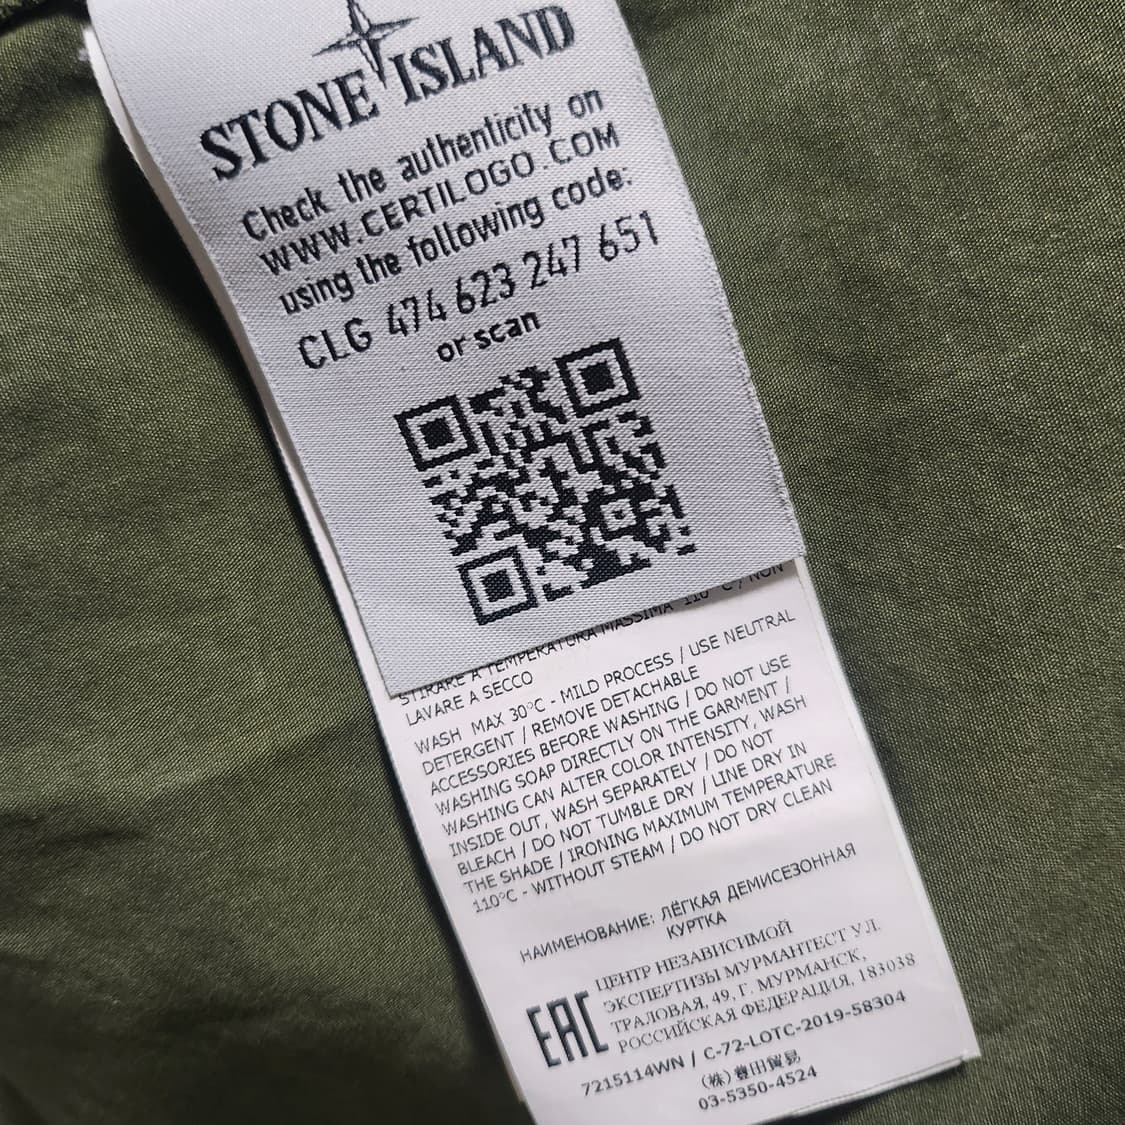 STONE ISLAND
Check the authenticity on
WWW.CERTILOGO.COM
using the following code:
CLG 474 623 247 651
or scan
STIRARE A TEMPERATURA MASSIMA 110°C / NON
LAVARE A SECCO
WASH MAX 30°C - MILD PROCESS / USE NEUTRAL
DETERGENT / REMOVE DETACHABLE
ACCESSORIES BEFORE WASHING / DO NOT USE
WASHING SOAP DIRECTLY ON THE GARMENT /
WASHING CAN ALTER COLOR INTENSITY, WASH
INSIDE OUT, WASH SEPARATELY / DO NOT
BLEACH / DO NOT TUMBLE DRY / LINE DRY IN
THE SHADE / IRONING MAXIMUM TEMPERATURE
110°C - WITHOUT STEAM / DO NOT DRY CLEAN
НАИМЕНОВАНИЕ: ЛЁГКАЯ ДЕМИСЕЗОННАЯ
КУРТКА
EAC
ЦЕНТР НЕЗАВИСИМОЙ
ЭКСПЕРТИЗЫ МУРМАНТЕСТ УЛ.
ТРАЛОВАЯ, 49, Г. МУРМАНСК,
РОССИЙСКАЯ ФЕДЕРАЦИЯ, 183038
7215114WN / C-72-LOTC-2019-58304
(株)豊田貿易
03-5350-4524